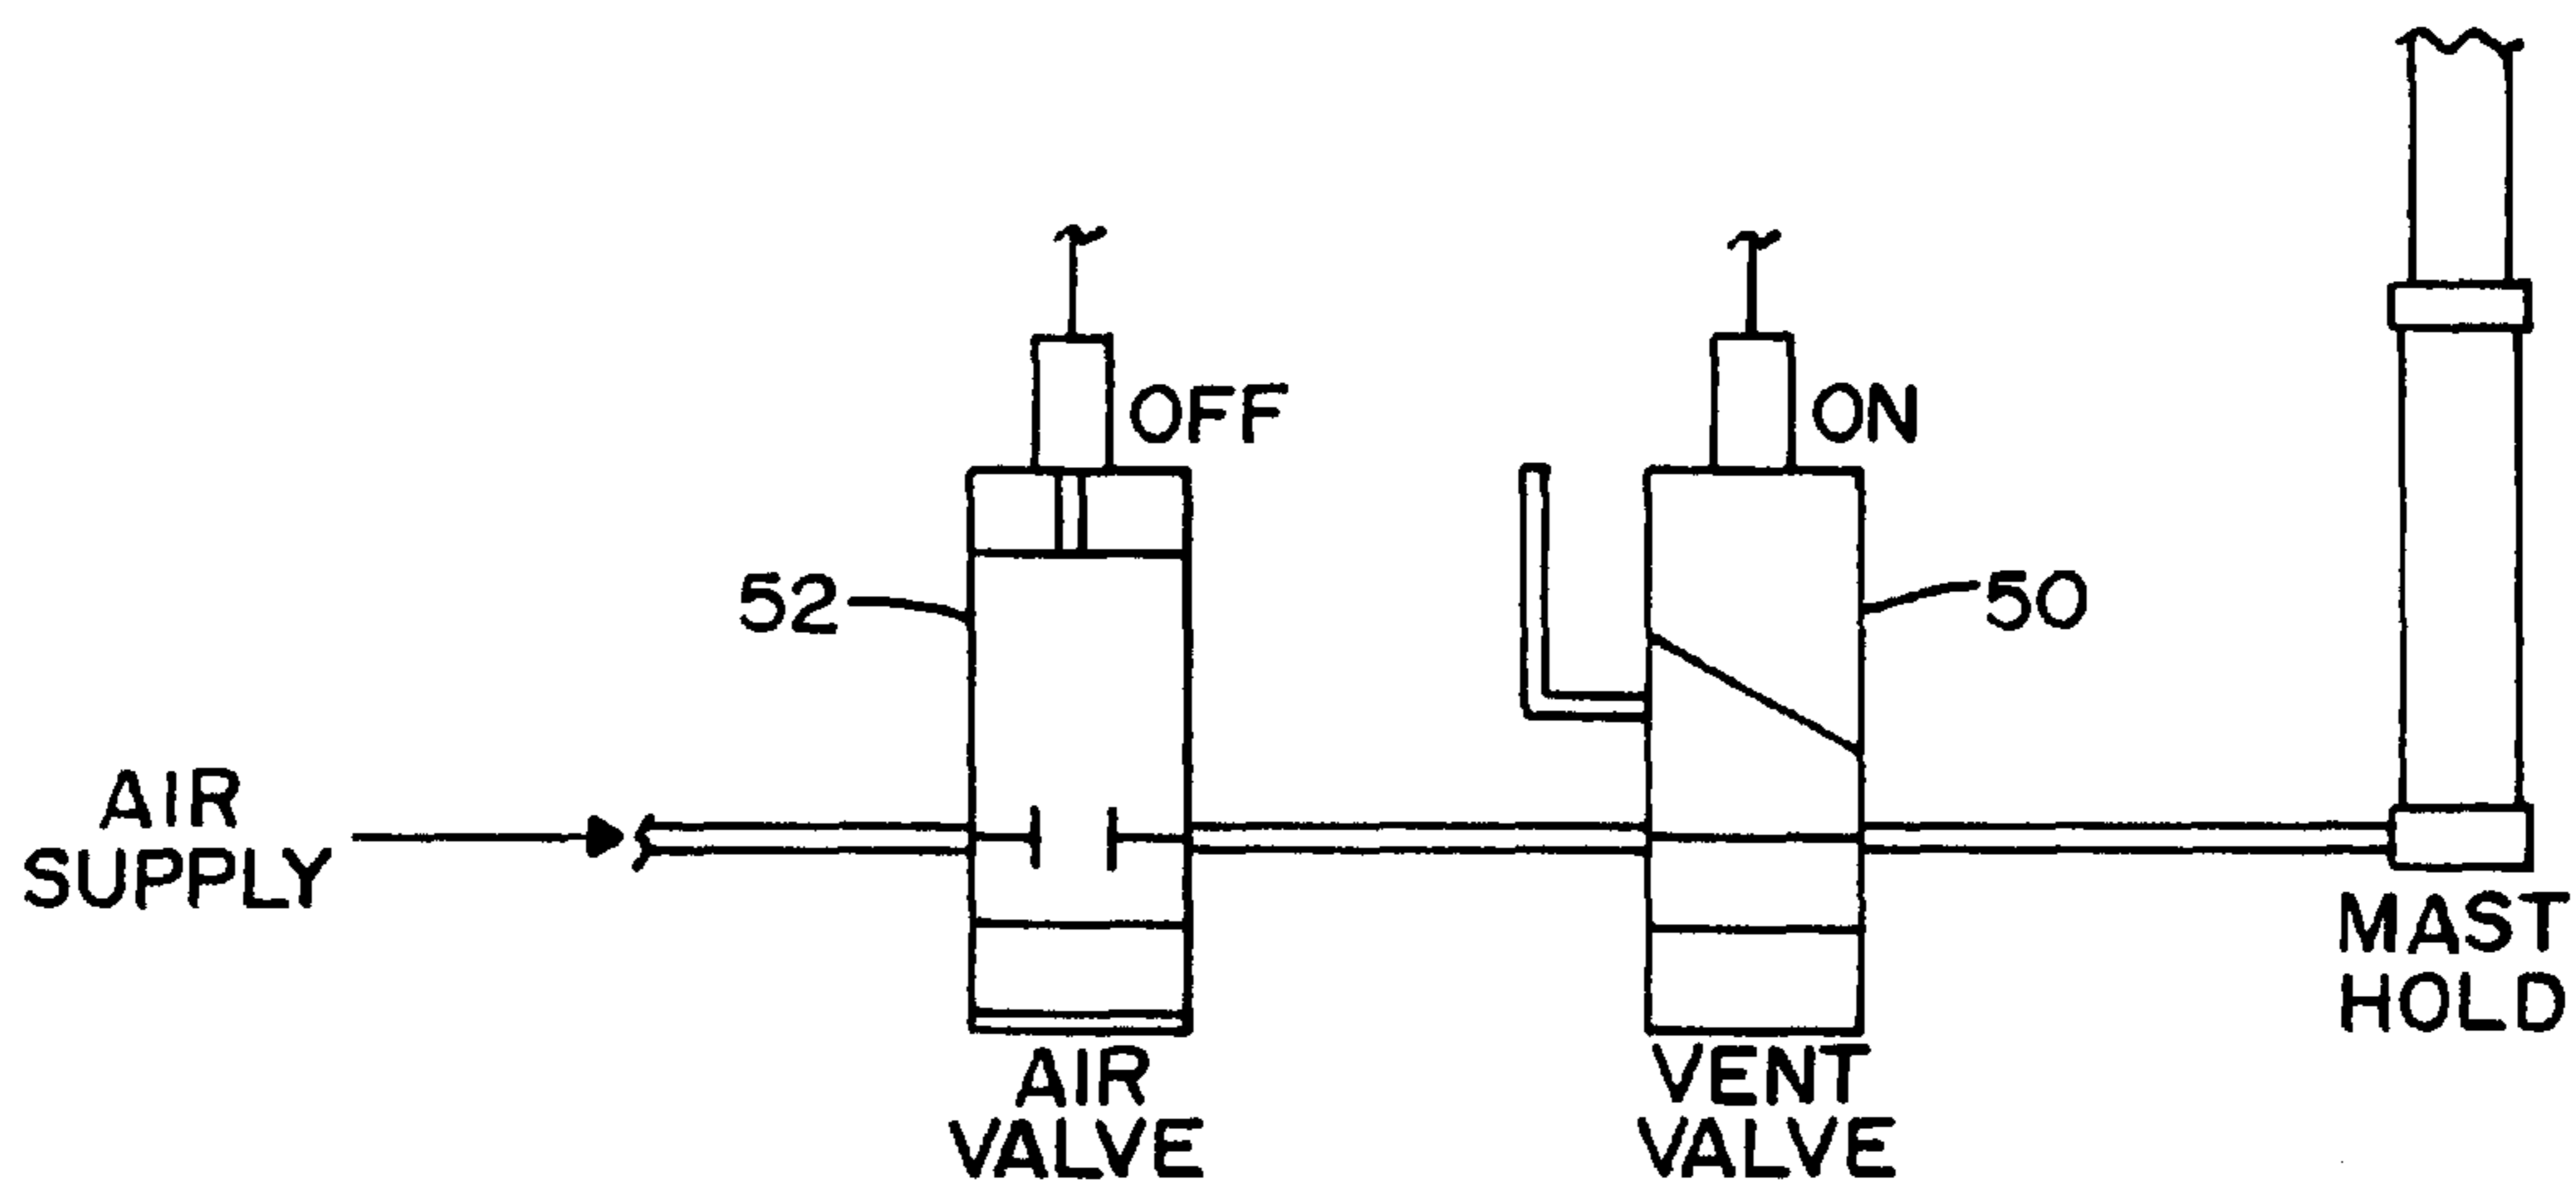 OFF
ON
52
50
AIR
SUPPLY
MAST
HOLD
AIR
VALVE
VENT
VALVE